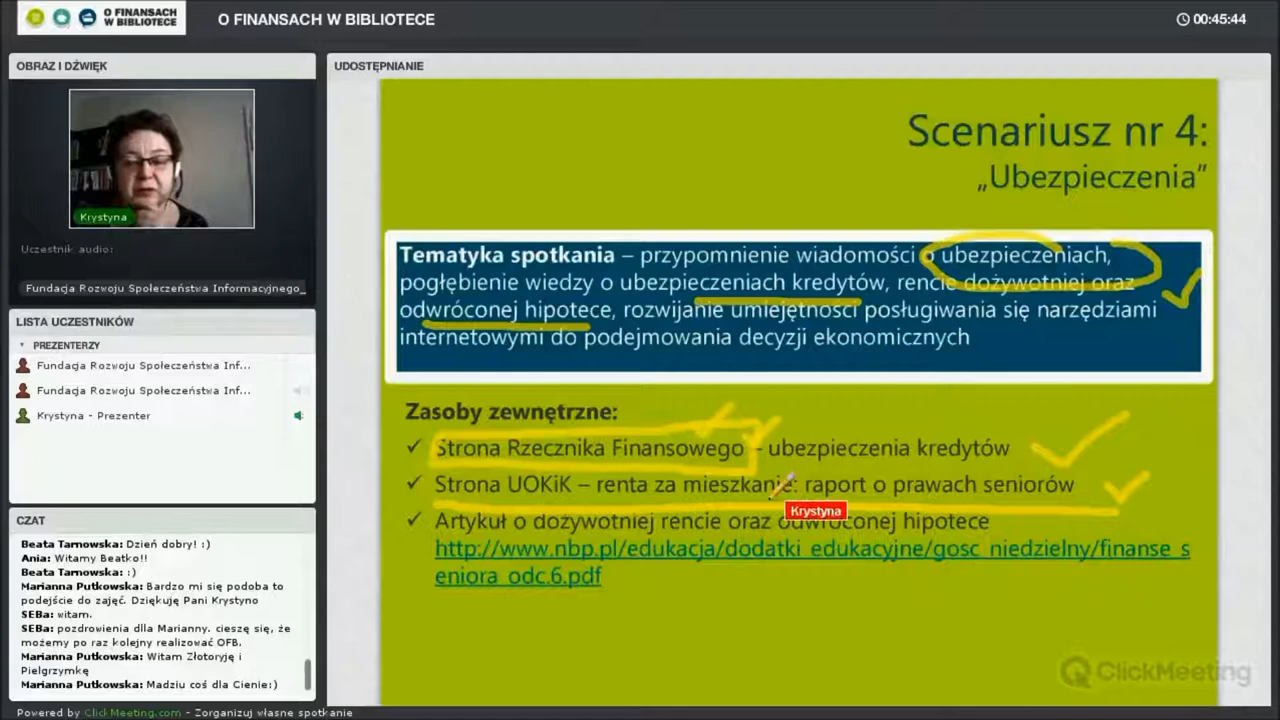 O FINANSACH
W BIBLIOTECE
O FINANSACH W BIBLIOTECE
00:45:44
OBRAZ I DŹWIĘK
Krystyna
Uczestnik audio:
Fundacja Rozwoju Społeczeństwa Informacyjnego_
LISTA UCZESTNIKÓW
PREZENTERZY
Fundacja Rozwoju Społeczeństwa Inf...
Fundacja Rozwoju Społeczeństwa Inf...
Krystyna - Prezenter
CZAT
Beata Tarnowska: Dzień dobry! :)
Ania: Witamy Beatko!!
Beata Tarnowska: :)
Marianna Putkowska: Bardzo mi się podoba to
podejście do zajęć. Dziękuję Pani Krystyno
SEBa: witam.
SEBa: pozdrowienia dlla Marianny. cieszę się, że
możemy po raz kolejny realizować OFB.
Marianna Putkowska: Witam Złotoryję i
Pielgrzymkę
Marianna Putkowska: Madziu coś dla Cienie:)
UDOSTĘPNIANIE
Scenariusz nr 4:
„Ubezpieczenia”
Tematyka spotkania – przypomnienie wiadomości o ubezpieczeniach,
pogłębienie wiedzy o ubezpieczeniach kredytów, rencie dożywotniej oraz
odwróconej hipotece, rozwijanie umiejętności posługiwania się narzędziami
internetowymi do podejmowania decyzji ekonomicznych
Zasoby zewnętrzne:
✓ Strona Rzecznika Finansowego - ubezpieczenia kredytów
✓ Strona UOKiK – renta za mieszkanie: raport o prawach seniorów
Krystyna
✓ Artykuł o dożywotniej rencie oraz odwróconej hipotece
http://www.nbp.pl/edukacja/dodatki_edukacyjne/gosc_niedzielny/finanse_s
eniora_odc.6.pdf
ClickMeeting
Powered by ClickMeeting.com - Zorganizuj własne spotkanie